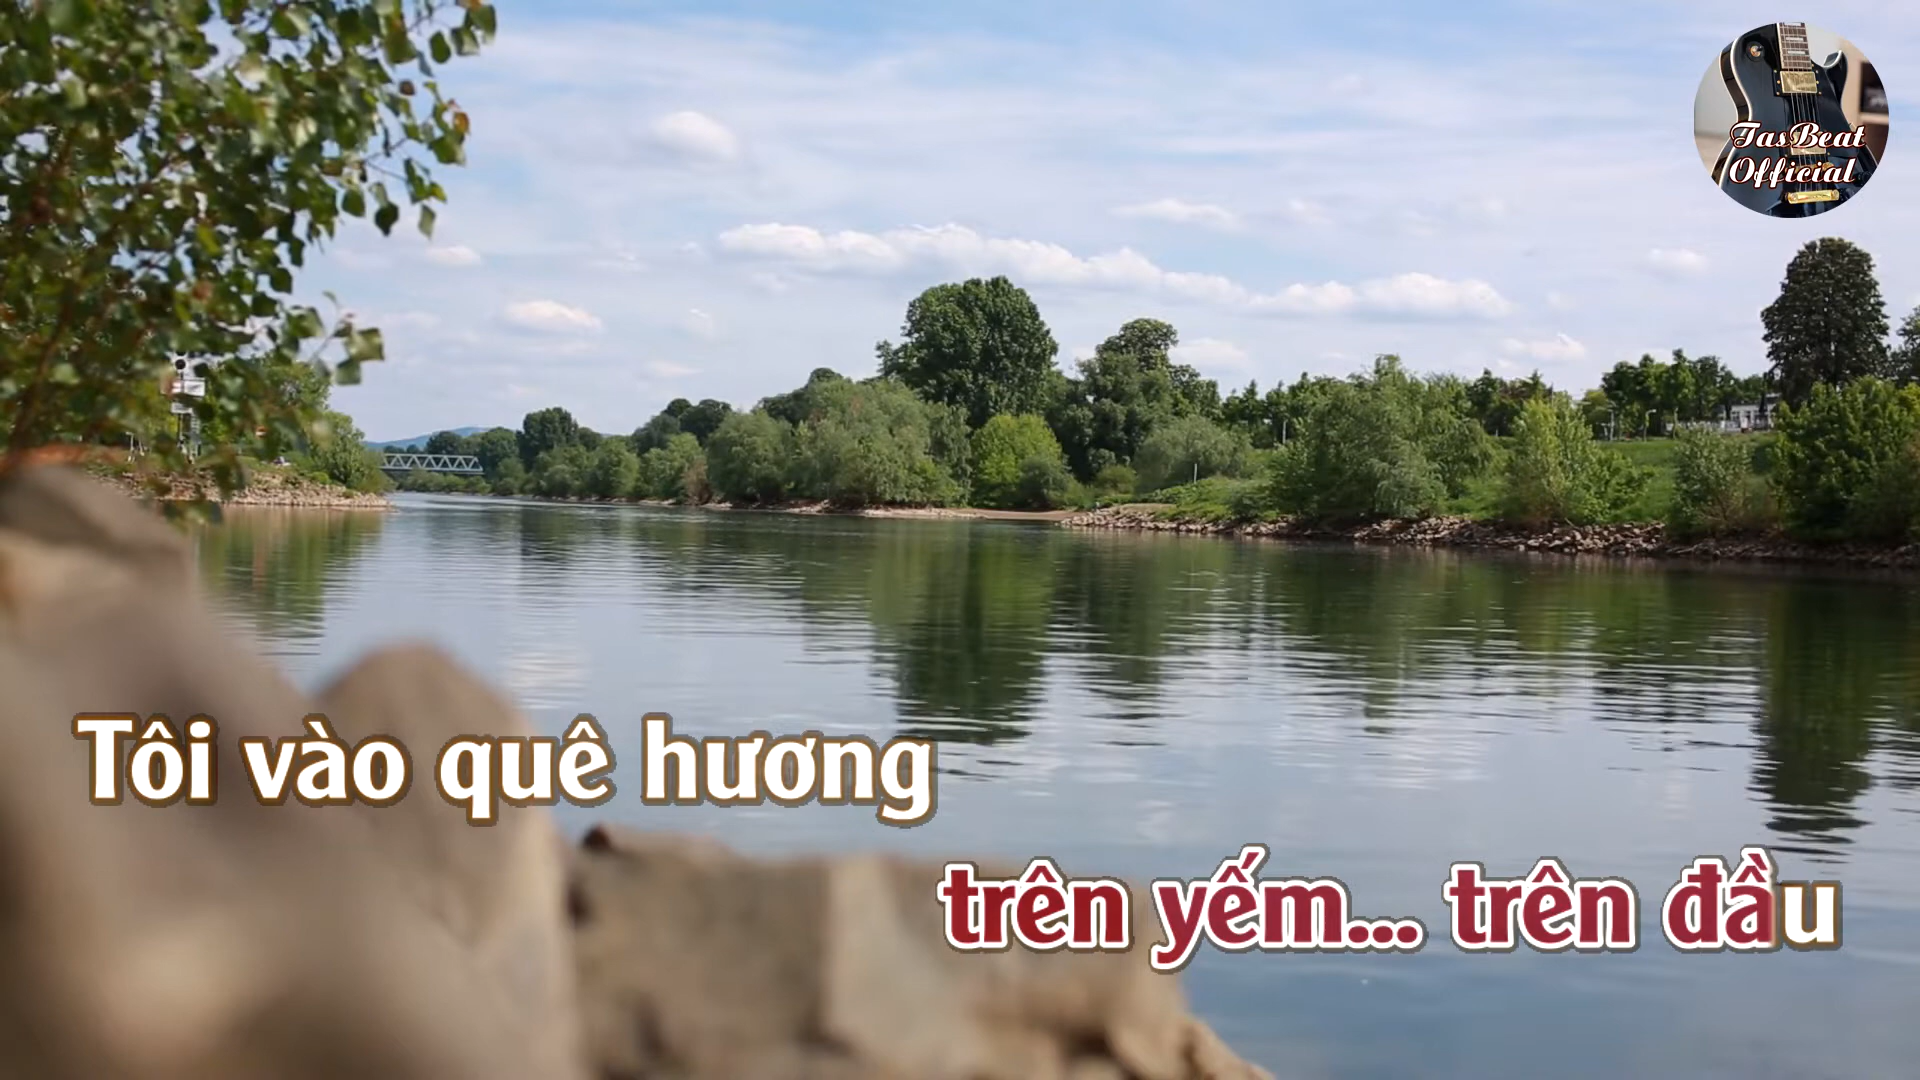 TasBeat
Official
Tôi vào quê hương
trên yếm... trên đầu